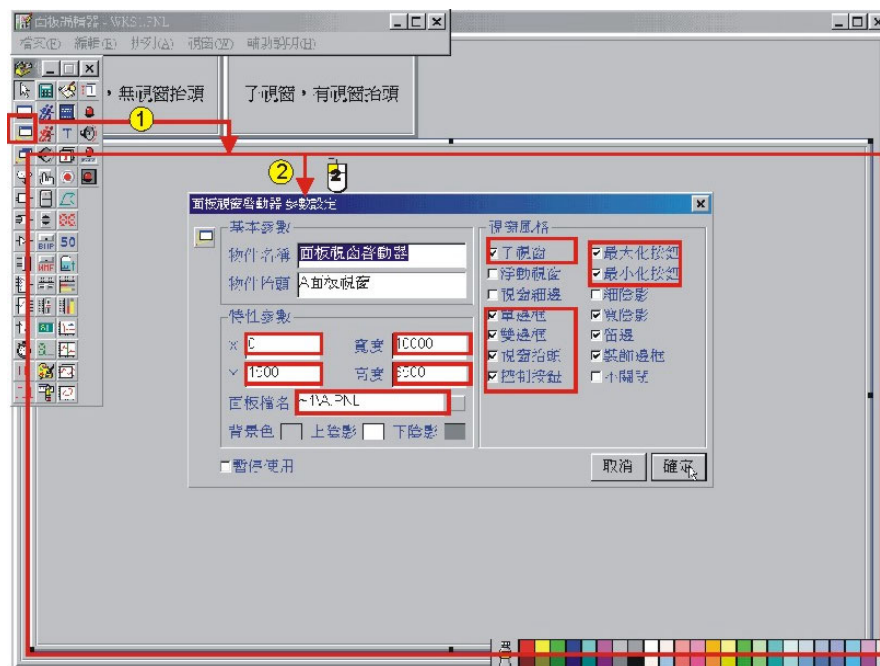 面板編輯器 - WKS1.PNL
檔案(F) 編輯(E) 排列(A) 視窗(W) 輔助說明(H)
，無視窗抬頭
子視窗，有視窗抬頭
1
2
2
T
BMP
50
WMF
面板視窗啓動器 參數設定
基本參數
物件名稱 面板視窗啓動器
物件抬頭 A面板視窗
特性參數
X 0 寬度 10000
Y 1500 高度
面板檔名 ~1\A.PNL
背景色 上陰影 下陰影
暫停使用
視窗風格
子視窗 最大化按鈕
浮動視窗 最小化按鈕
視窗細邊 細陰影
單邊框 寬陰影
雙邊框 留邊
視窗抬頭 裝飾邊框
控制按鈕 不關閉
取消 確定